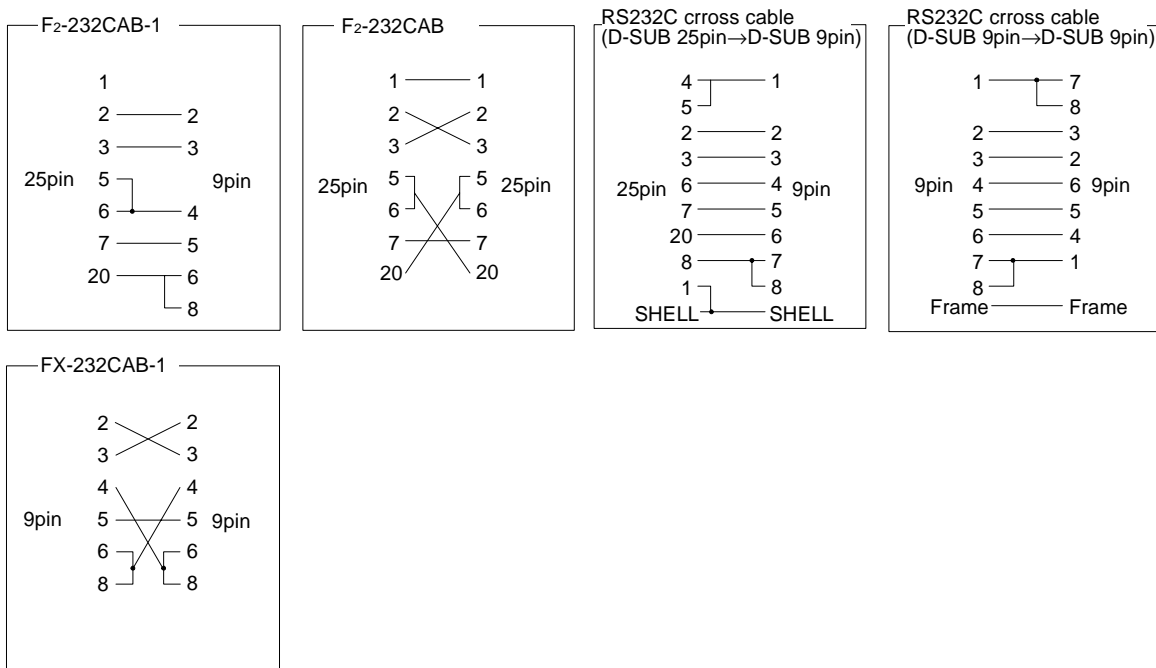 F2-232CAB-1
1
2 2
3 3
5
25pin 9pin
6 4
7 5
20 6
8
F2-232CAB
1 1
2 2
3 3
25pin 5 5 25pin
6 6
7 7
20 20
RS232C crross cable
(D-SUB 25pin→D-SUB 9pin)
4 1
5
2 2
3 3
25pin 6 4 9pin
7 5
20 6
8 7
1 8
SHELL SHELL
RS232C crross cable
(D-SUB 9pin→D-SUB 9pin)
1 7
8
2 3
3 2
9pin 4 6 9pin
5 5
6 4
7 1
8
Frame Frame
FX-232CAB-1
2 2
3 3
4 4
9pin 5 5 9pin
6 6
8 8